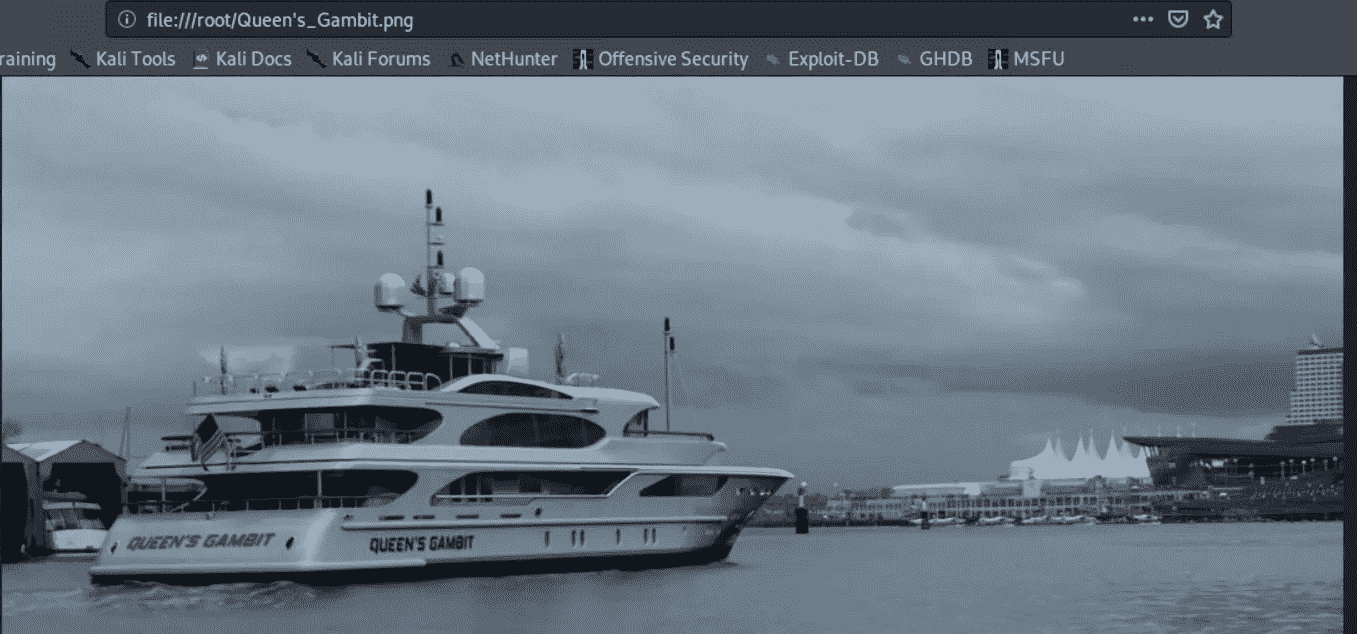 file:///root/Queen's_Gambit.png
raining Kali Tools Kali Docs Kali Forums NetHunter Offensive Security Exploit-DB GHDB MSFU
QUEEN'S GAMBIT QUEEN'S GAMBIT